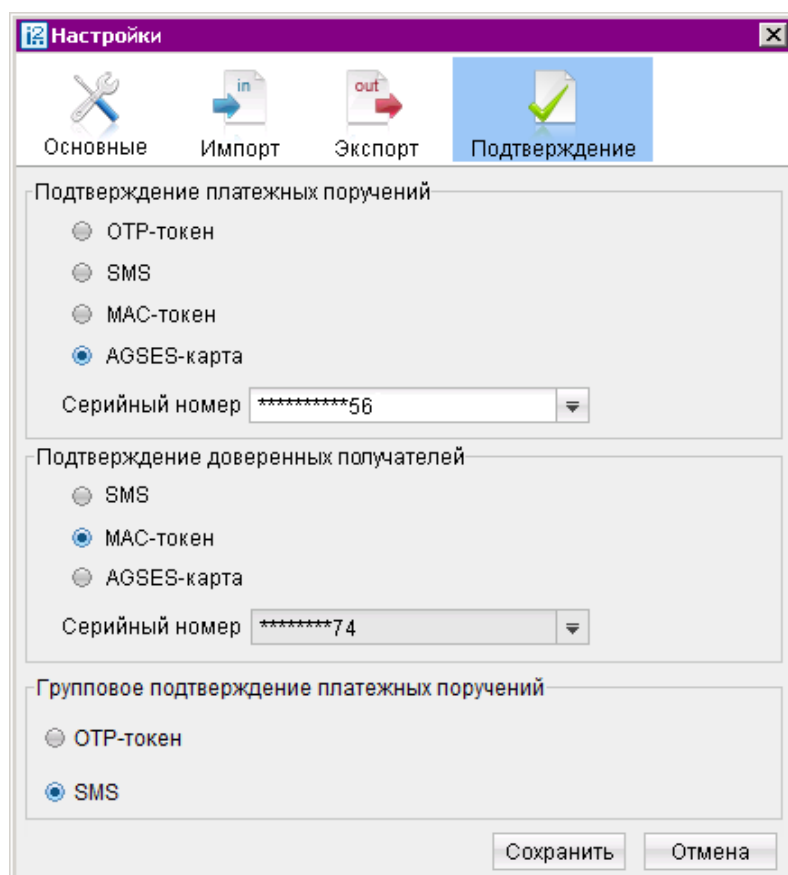 Настройки
in
out
Основные Импорт Экспорт Подтверждение
Подтверждение платежных поручений
OTP-токен
SMS
MAC-токен
AGSES-карта
Серийный номер **********56
Подтверждение доверенных получателей
SMS
MAC-токен
AGSES-карта
Серийный номер ********74
Групповое подтверждение платежных поручений
OTP-токен
SMS
Сохранить Отмена